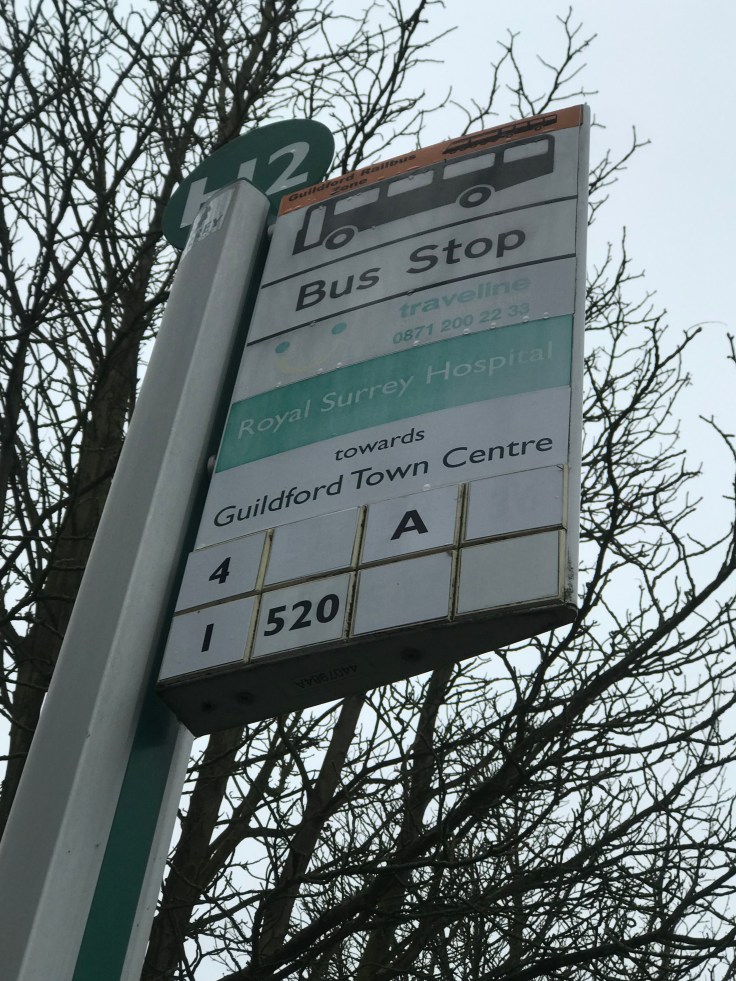 H2
Guildford Railbus
Zone
Bus Stop
traveline
0871 200 22 33
Royal Surrey Hospital
towards
Guildford Town Centre
4 A
1 520